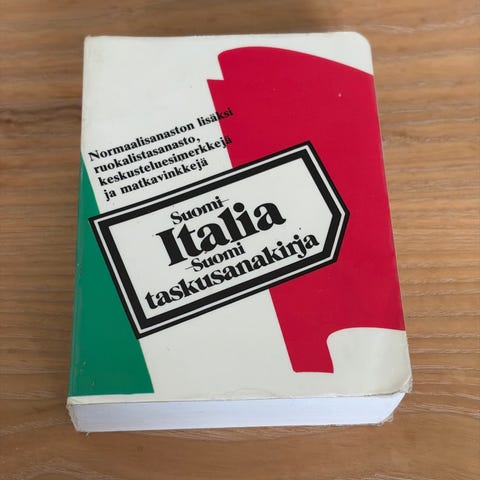 Normaalisanaston lisäksi
ruokalistasanasto,
keskusteluesimerkkejä
ja matkavinkkejä
Suomi-
Italia
-Suomi
taskusanakirja